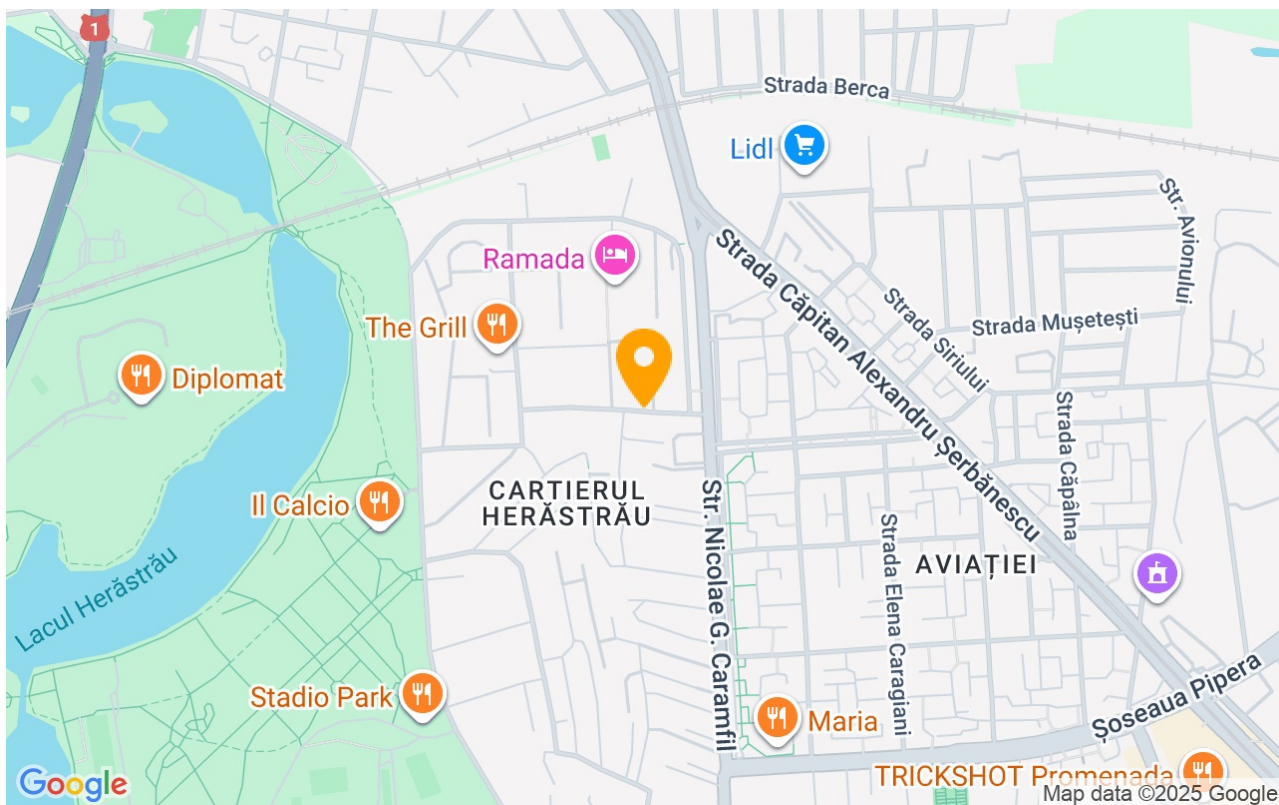 1
Strada Berca
Lidl
Str. Avionului
Ramada
Strada Căpitan Alexandru Șerbănescu
The Grill
Strada Siriului
Strada Mușetești
Diplomat
Strada Căpâlna
Il Calcio
CARTIERUL
HERĂSTRĂU
Str. Nicolae G. Caramfil
Strada Elena Caragiani
AVIAȚIEI
Lacul Herăstrău
Stadio Park
Maria
Șoseaua Pipera
TRICKSHOT Promenada
Google
Map data ©2025 Google